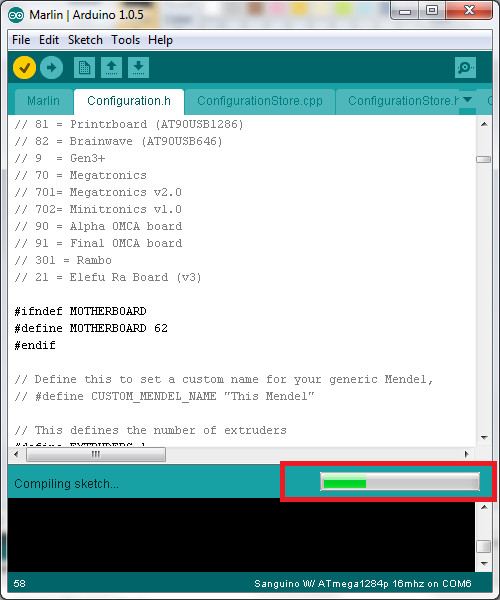 Marlin | Arduino 1.0.5
File Edit Sketch Tools Help
Marlin Configuration.h ConfigurationStore.cpp ConfigurationStore.h
// 81 = Printrboard (AT90USB1286)
// 82 = Brainwave (AT90USB646)
// 9  = Gen3+
// 70 = Megatronics
// 701= Megatronics v2.0
// 702= Minitronics v1.0
// 90 = Alpha OMCA board
// 91 = Final OMCA board
// 301 = Rambo
// 21 = Elefu Ra Board (v3)
#ifndef MOTHERBOARD
#define MOTHERBOARD 62
#endif
// Define this to set a custom name for your generic Mendel,
// #define CUSTOM_MENDEL_NAME "This Mendel"
// This defines the number of extruders
#define EXTRUDERS 1
Compiling sketch...
58 Sanguino W/ ATmega1284p 16mhz on COM6